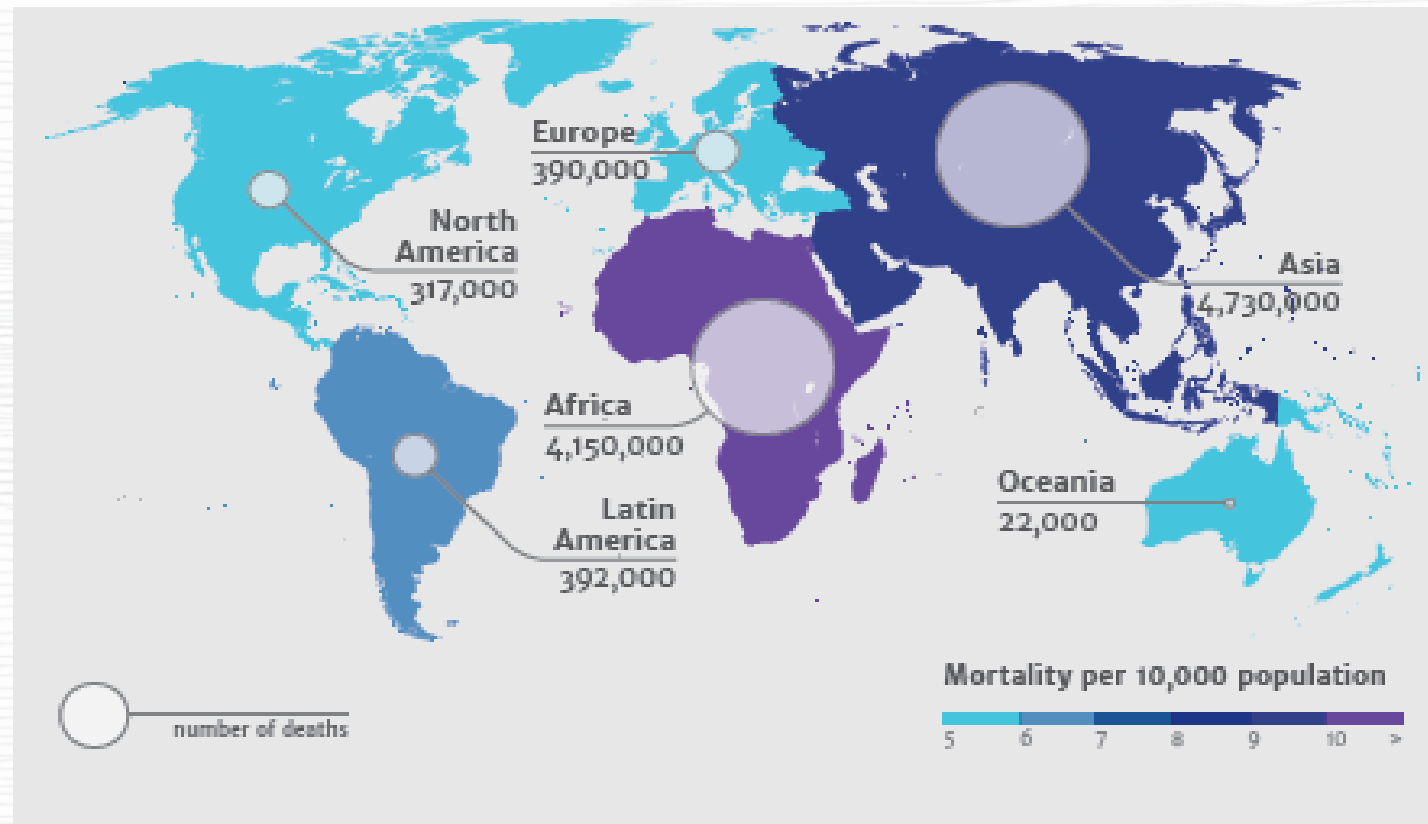 Europe
390,000
North
America
317,000
Asia
4,730,000
Africa
4,150,000
Oceania
22,000
Latin
America
392,000
Mortality per 10,000 population
5 6 7 8 9 10 >
number of deaths